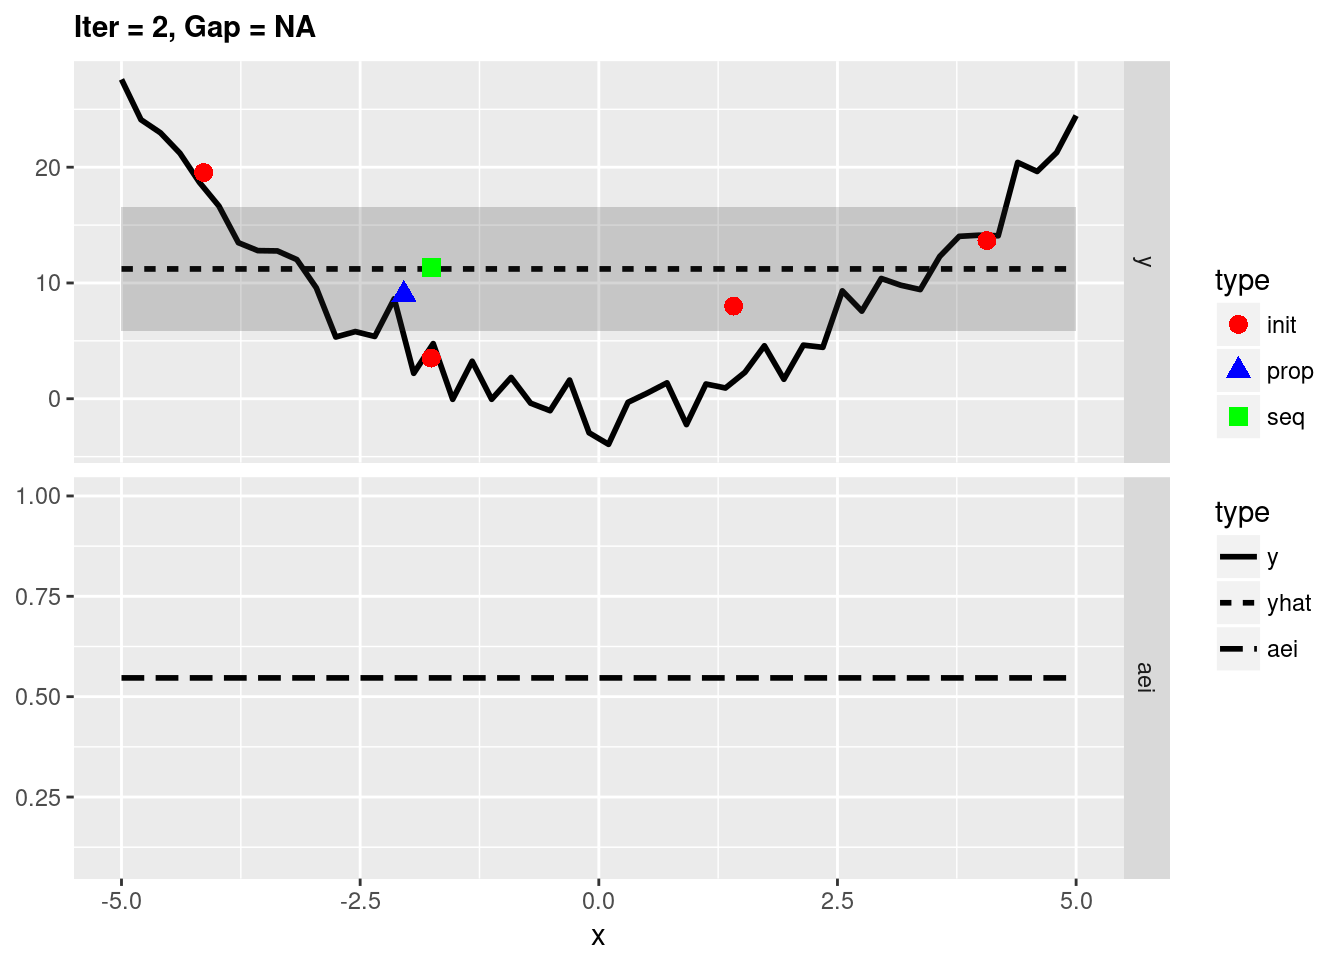 Iter = 2, Gap = NA
20
10
0
y
1.00
0.75
0.50
0.25
aei
-5.0
-2.5
0.0
2.5
5.0
x
type
init
prop
seq
type
y
yhat
aei